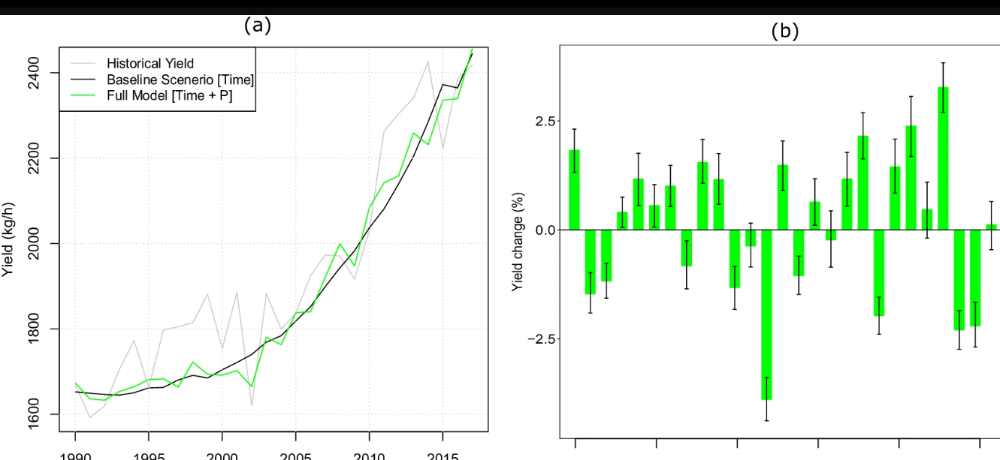 (a)
Historical Yield
Baseline Scenerio [Time]
Full Model [Time + P]
Yield (kg/h)
2400
2200
2000
1800
1600
1990
1995
2000
2005
2010
2015
(b)
Yield change (%)
2.5
0.0
−2.5